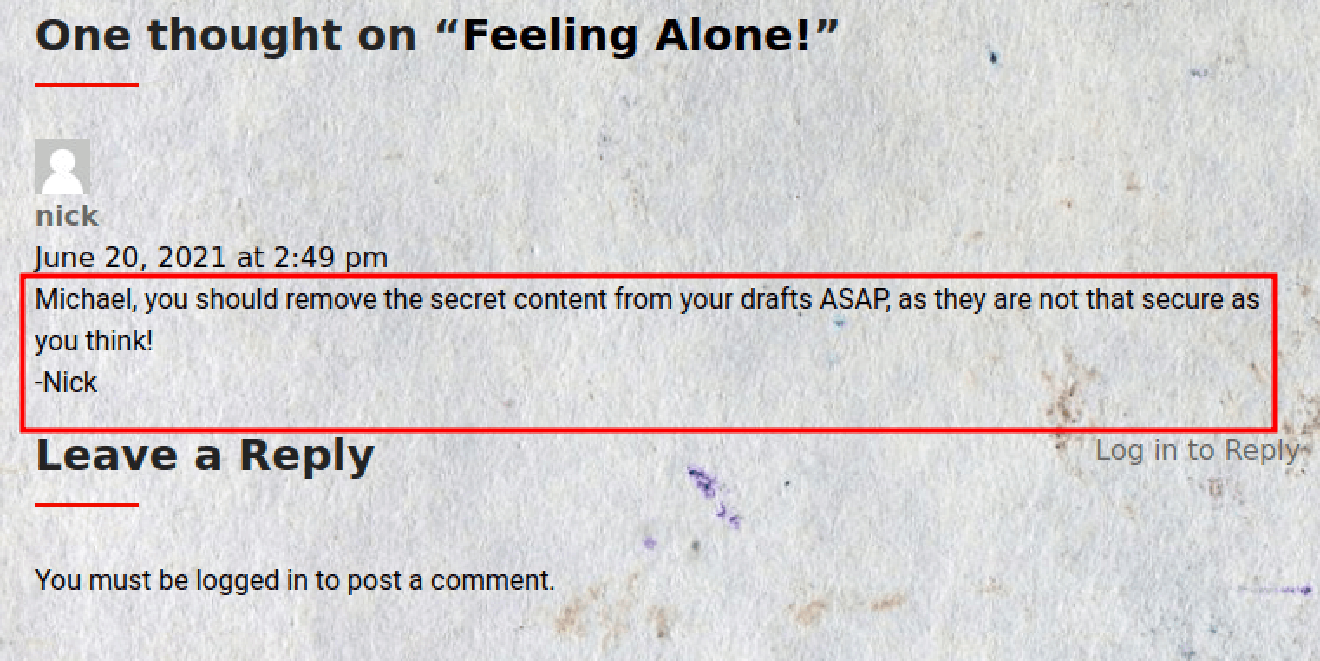 One thought on “Feeling Alone!”
nick
June 20, 2021 at 2:49 pm
Michael, you should remove the secret content from your drafts ASAP, as they are not that secure as
you think!
-Nick
Leave a Reply
Log in to Reply
You must be logged in to post a comment.